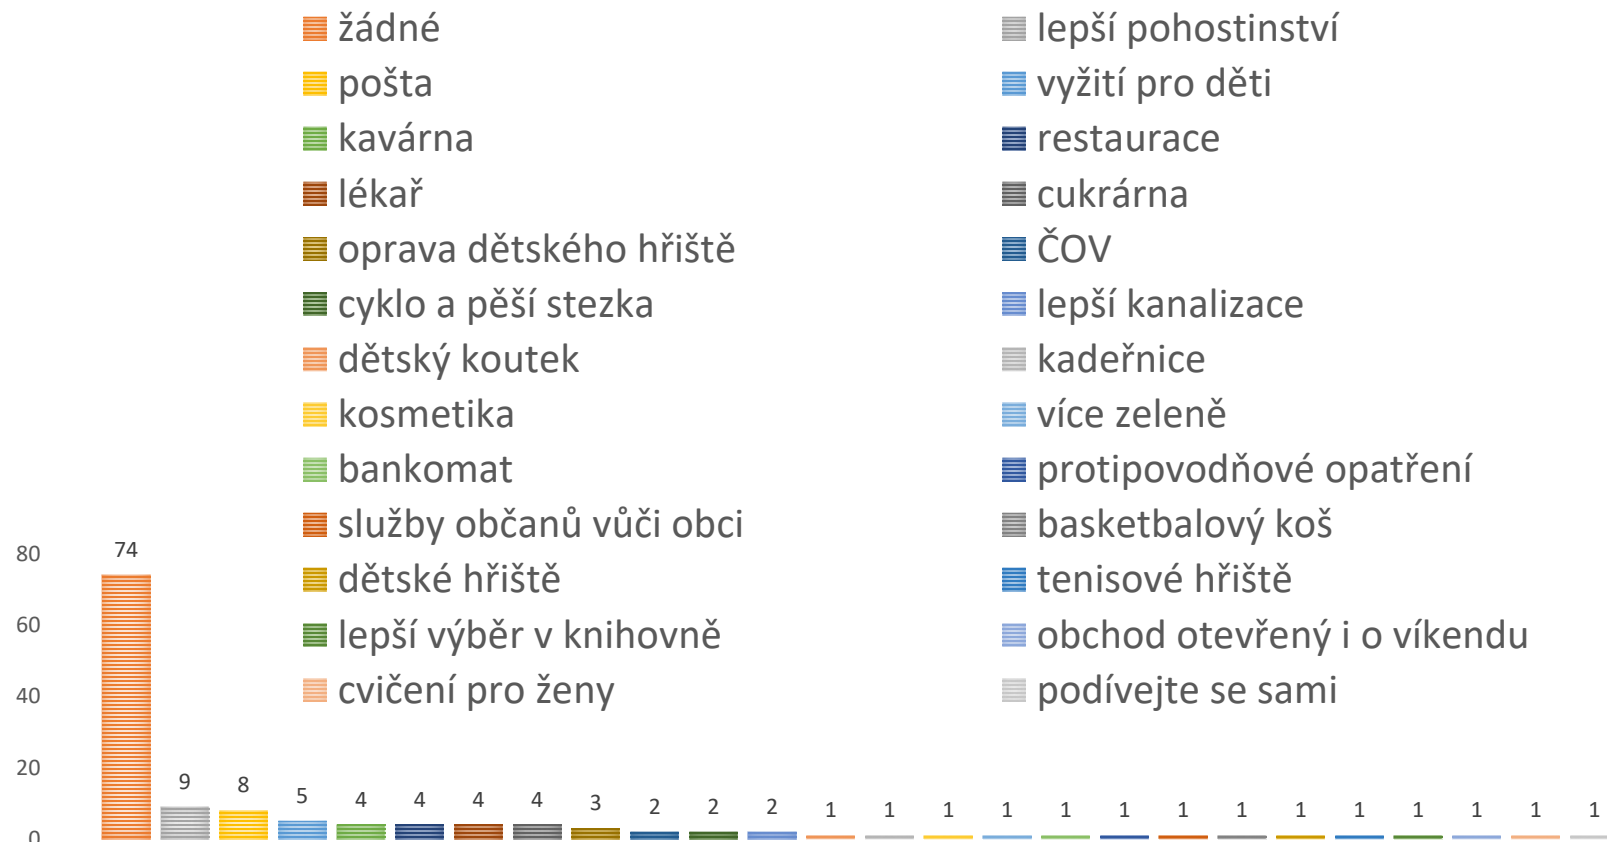 žádné lepší pohostinství
pošta vyžití pro děti
kavárna restaurace
lékař cukrárna
oprava dětského hřiště ČOV
cyklo a pěší stezka lepší kanalizace
dětský koutek kadeřnice
kosmetika více zeleně
bankomat protipovodňové opatření
služby občanů vůči obci basketbalový koš
dětské hřiště tenisové hřiště
lepší výběr v knihovně obchod otevřený i o víkendu
cvičení pro ženy podívejte se sami
80
60
40
20
0
74 9 8 5 4 4 4 4 3 2 2 2 1 1 1 1 1 1 1 1 1 1 1 1 1 1